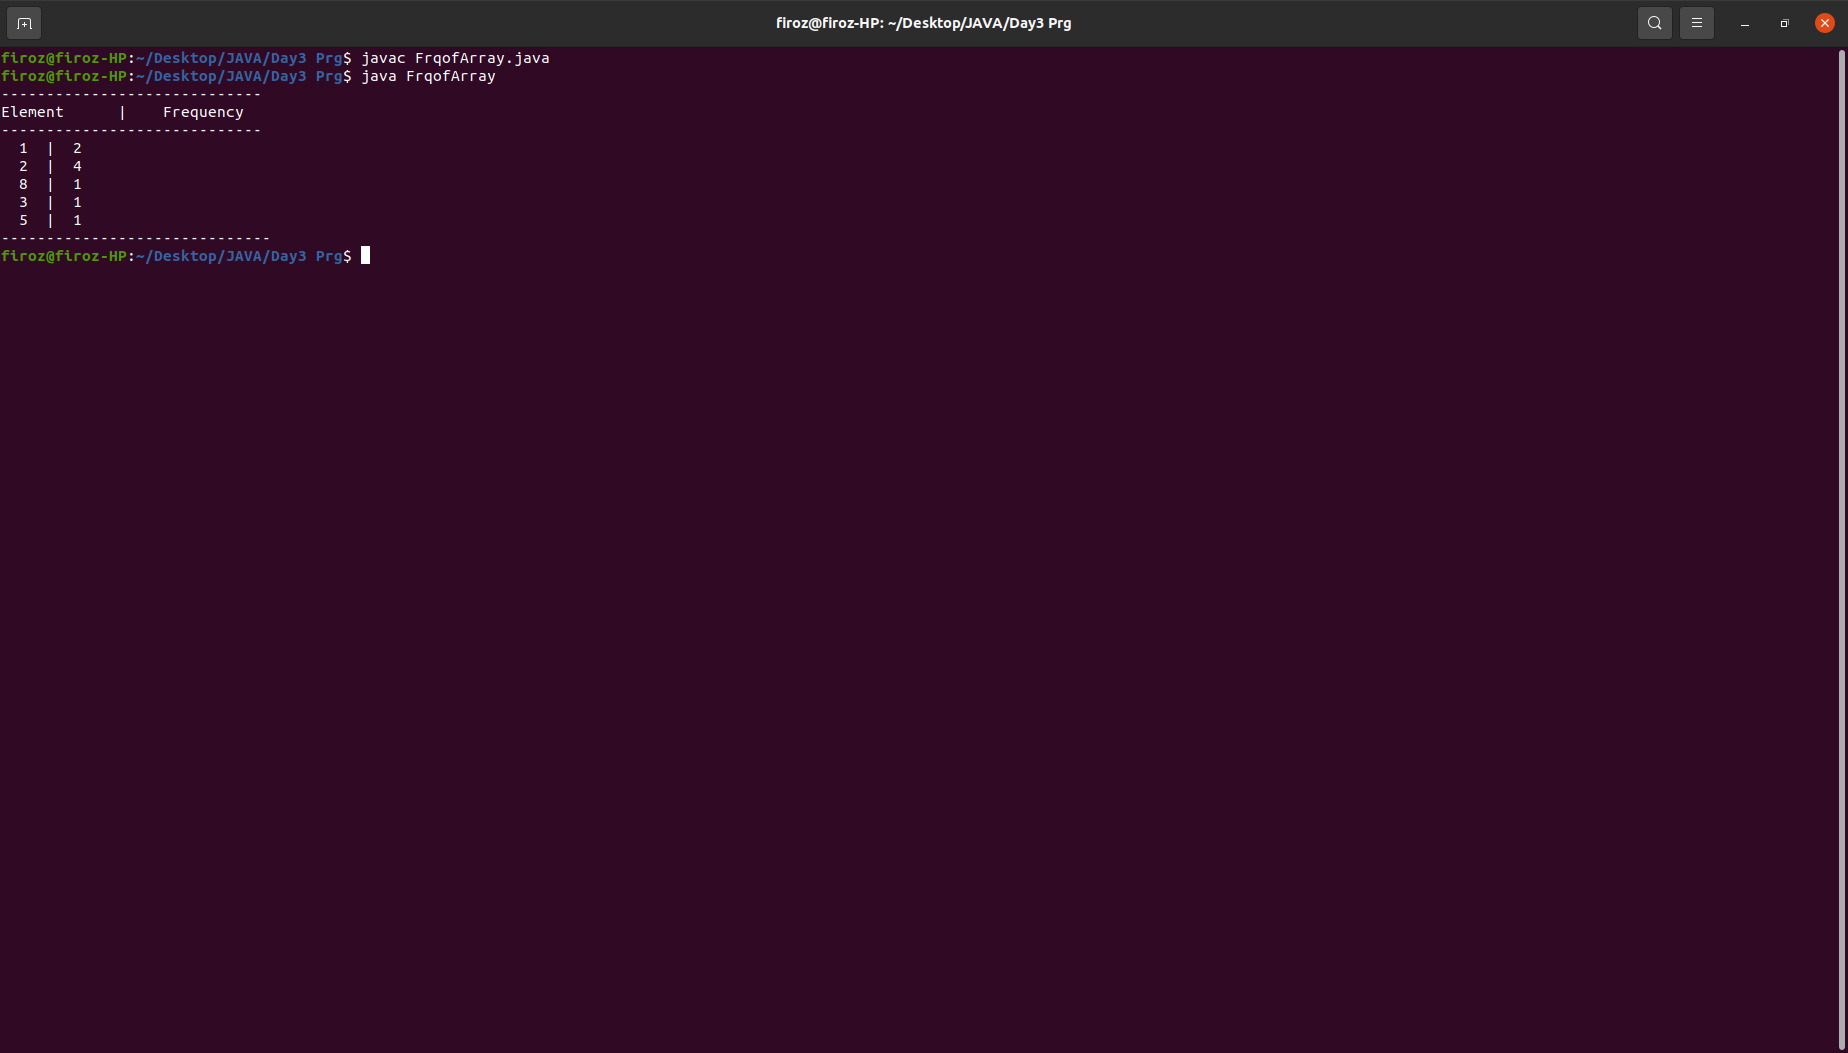 firoz@firoz-HP: ~/Desktop/JAVA/Day3 Prg
firoz@firoz-HP:~/Desktop/JAVA/Day3 Prg$ javac FrqofArray.java
firoz@firoz-HP:~/Desktop/JAVA/Day3 Prg$ java FrqofArray
-----------------------------
Element      |    Frequency
-----------------------------
  1  |  2
  2  |  4
  8  |  1
  3  |  1
  5  |  1
------------------------------
firoz@firoz-HP:~/Desktop/JAVA/Day3 Prg$